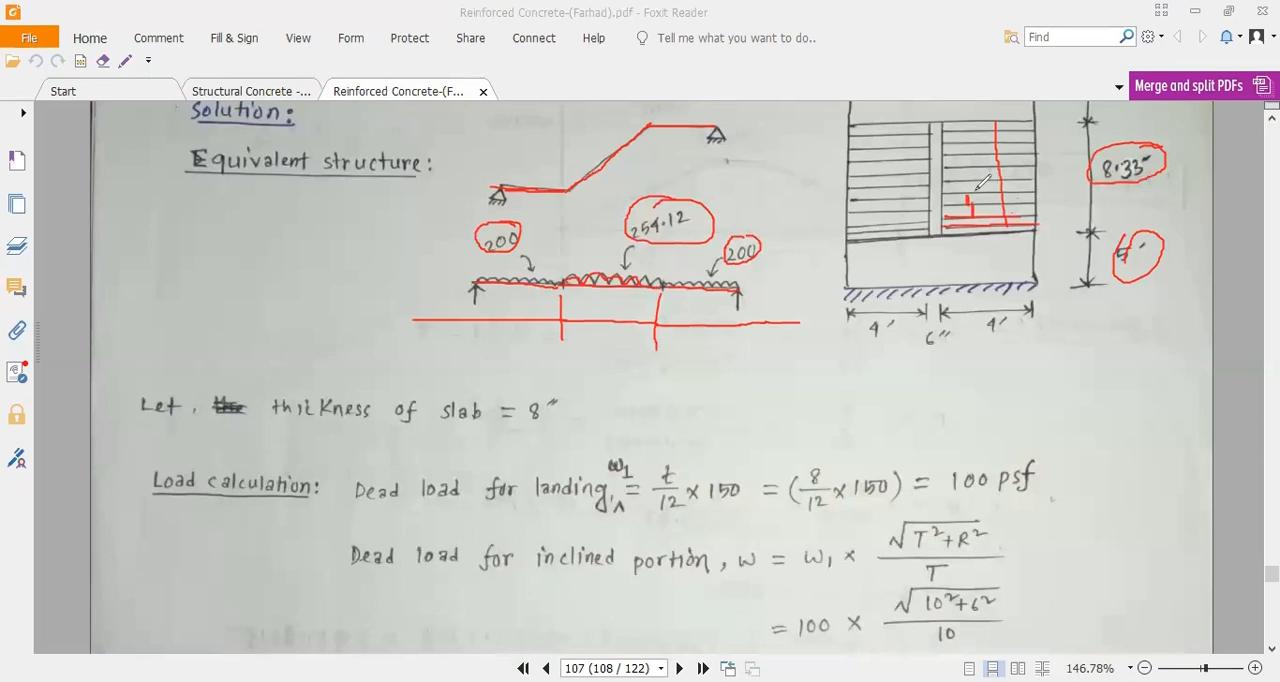 Reinforced Concrete-(Farhad).pdf - Foxit Reader
File Home Comment Fill & Sign View Form Protect Share Connect Help Tell me what you want to do.. Find
Start Structural Concrete -... Reinforced Concrete-(F... Merge and split PDFs
Solution:
Equivalent structure:
8.33"
200 254.12 200
5'
4' 6" 4'
Let, thickness of slab = 8"
Load calculation: Dead load for landing, w1 = t/12 × 150 = (8/12 × 150) = 100 psf
Dead load for inclined portion, w = w1 × √T²+R² / T
= 100 × √10²+6² / 10
107 (108 / 122) 146.78%